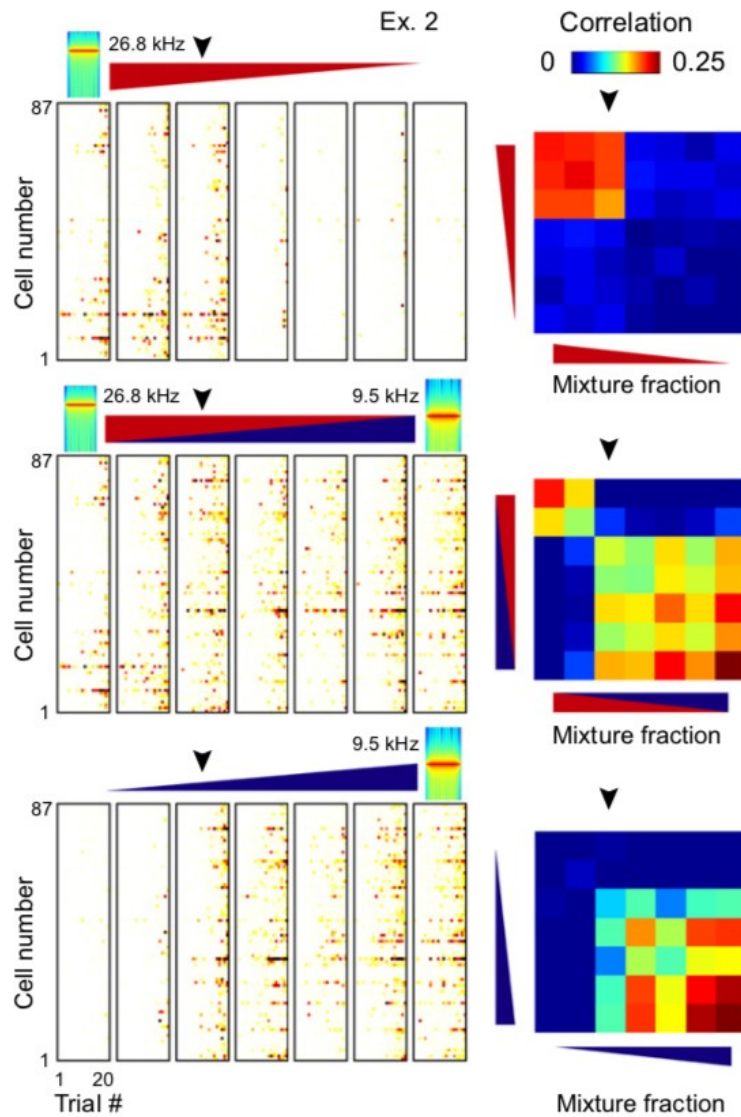 Ex. 2
Correlation
0 0.25
26.8 kHz
87
Cell number
1
Mixture fraction
26.8 kHz
9.5 kHz
87
Cell number
1
Mixture fraction
9.5 kHz
87
Cell number
1
1 20
Trial #
Mixture fraction